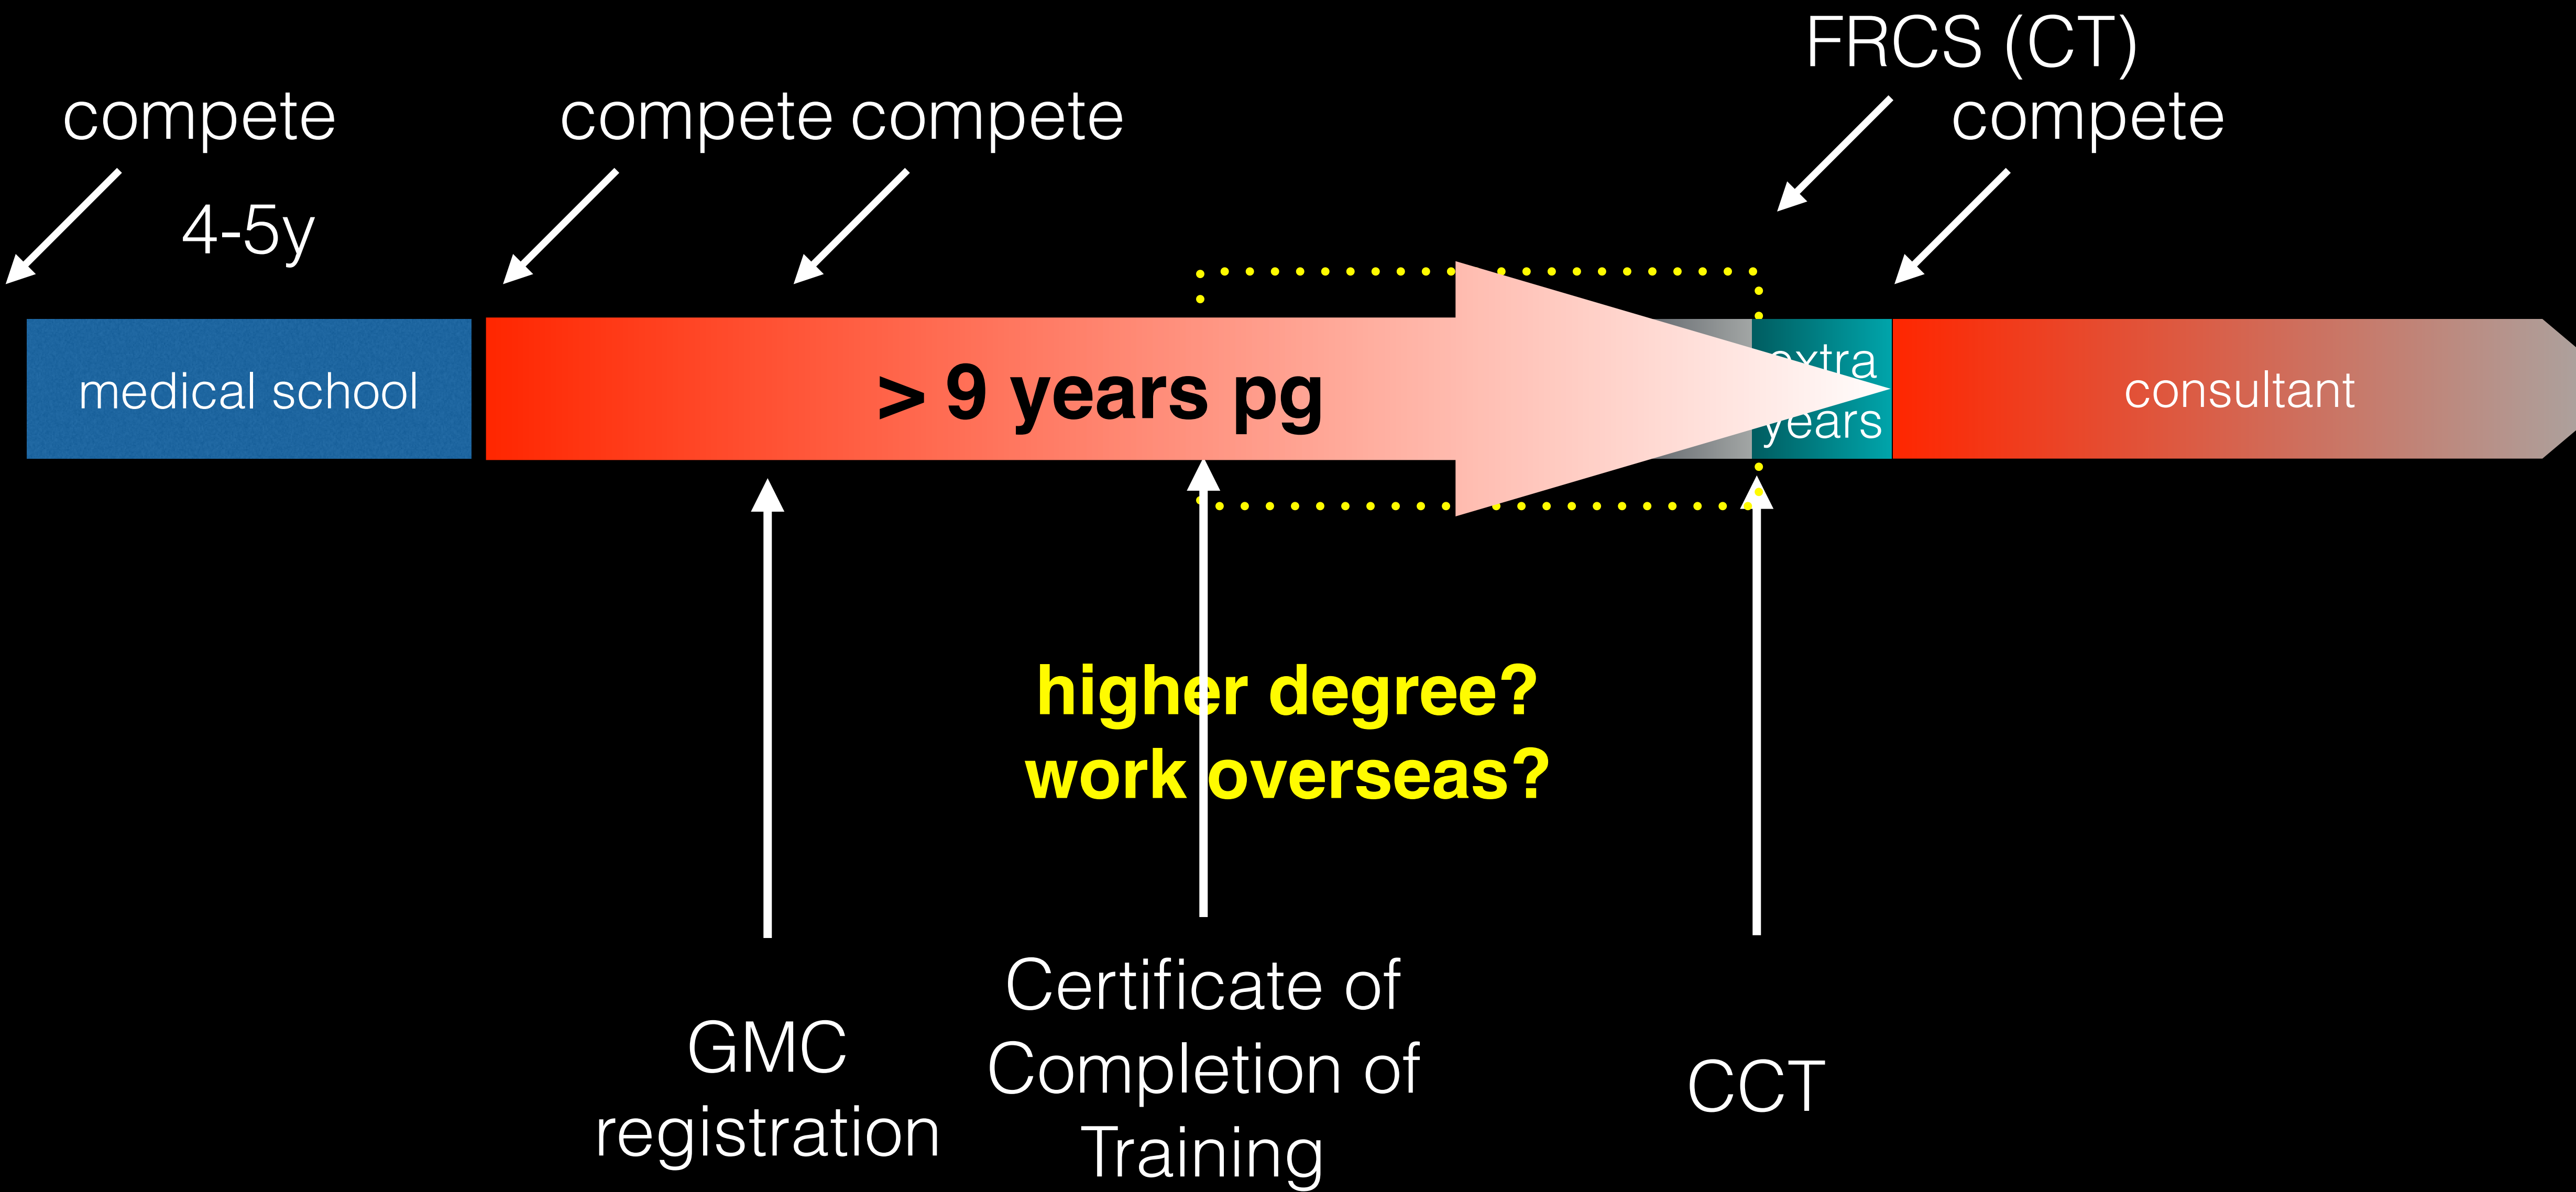 FRCS (CT)
compete
compete compete
compete
4-5y
medical school
> 9 years pg
extra
years
consultant
higher degree?
work overseas?
GMC
registration
Certificate of
Completion of
Training
CCT